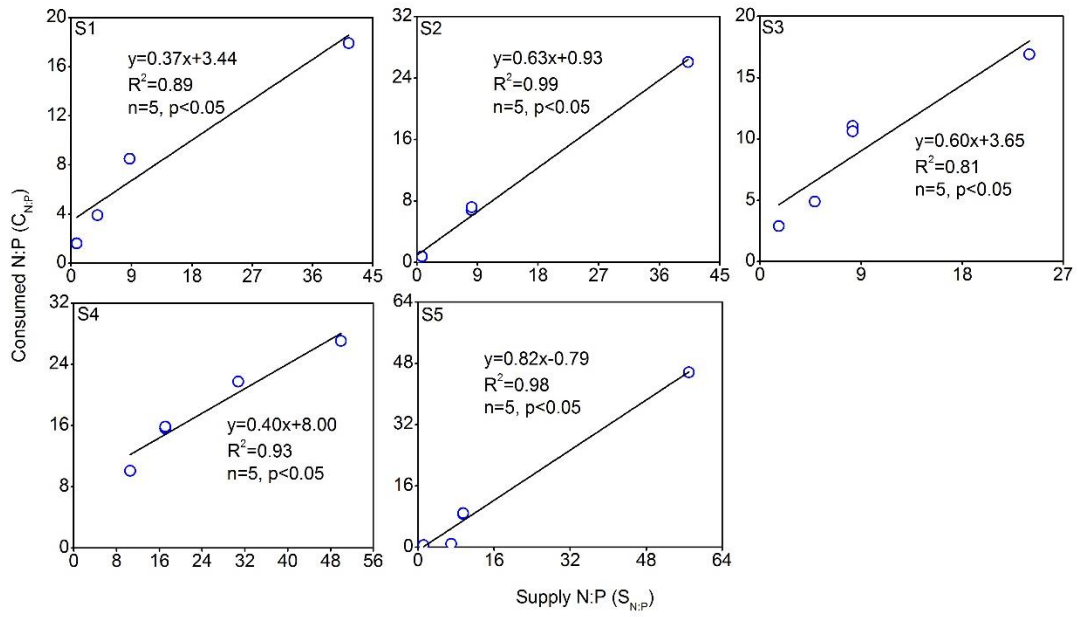 Consumed N:P (C_N:P)
S1
y=0.37x+3.44
R²=0.89
n=5, p<0.05
20
16
12
8
4
0
0 9 18 27 36 45
S2
y=0.63x+0.93
R²=0.99
n=5, p<0.05
32
24
16
8
0
0 9 18 27 36 45
S3
y=0.60x+3.65
R²=0.81
n=5, p<0.05
20
15
10
5
0
0 9 18 27
S4
y=0.40x+8.00
R²=0.93
n=5, p<0.05
32
24
16
8
0
0 8 16 24 32 40 48 56
S5
y=0.82x-0.79
R²=0.98
n=5, p<0.05
64
48
32
16
0
0 16 32 48 64
Supply N:P (S_N:P)